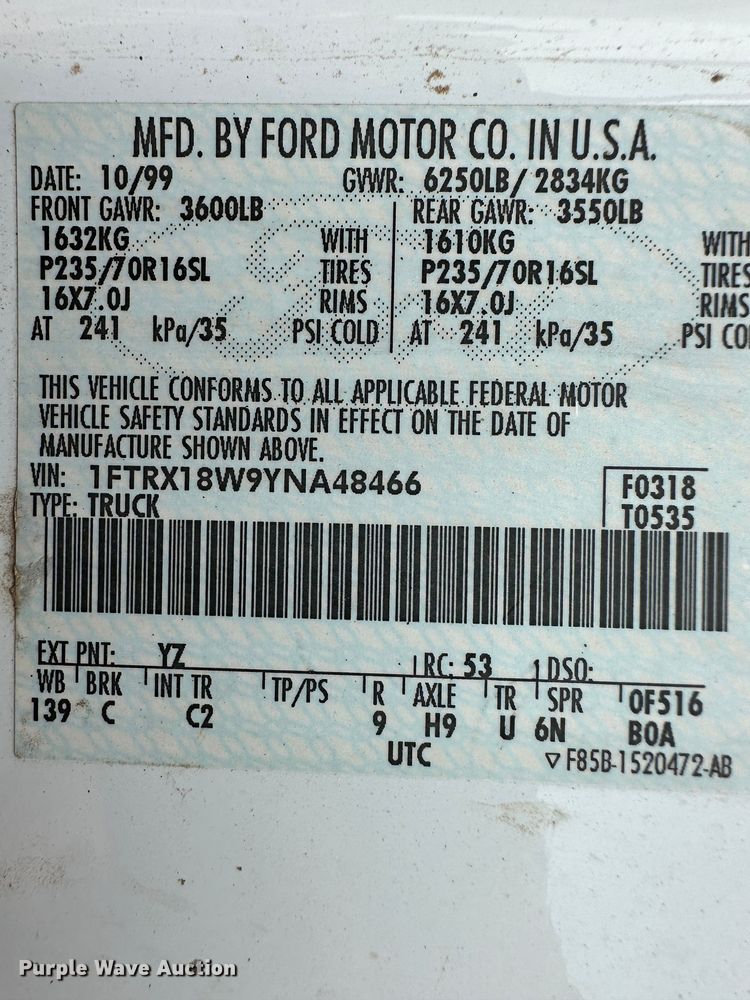 MFD. BY FORD MOTOR CO. IN U.S.A.
DATE: 10/99 GVWR: 6250LB/ 2834KG
FRONT GAWR: 3600LB REAR GAWR: 3550LB
1632KG WITH 1610KG WITH
P235/70R16SL TIRES P235/70R16SL TIRES
16X7.0J RIMS 16X7.0J RIMS
AT 241 kPa/35 PSI COLD AT 241 kPa/35 PSI CO
THIS VEHICLE CONFORMS TO ALL APPLICABLE FEDERAL MOTOR
VEHICLE SAFETY STANDARDS IN EFFECT ON THE DATE OF
MANUFACTURE SHOWN ABOVE.
VIN: 1FTRX18W9YNA48466 F0318
TYPE: TRUCK T0535
EXT PNT: YZ RC: 53 DSO:
WB BRK INT TR TP/PS R AXLE TR SPR 0F516
139 C C2 9 H9 U 6N BOA
UTC F85B-1520472-AB
Purple Wave Auction